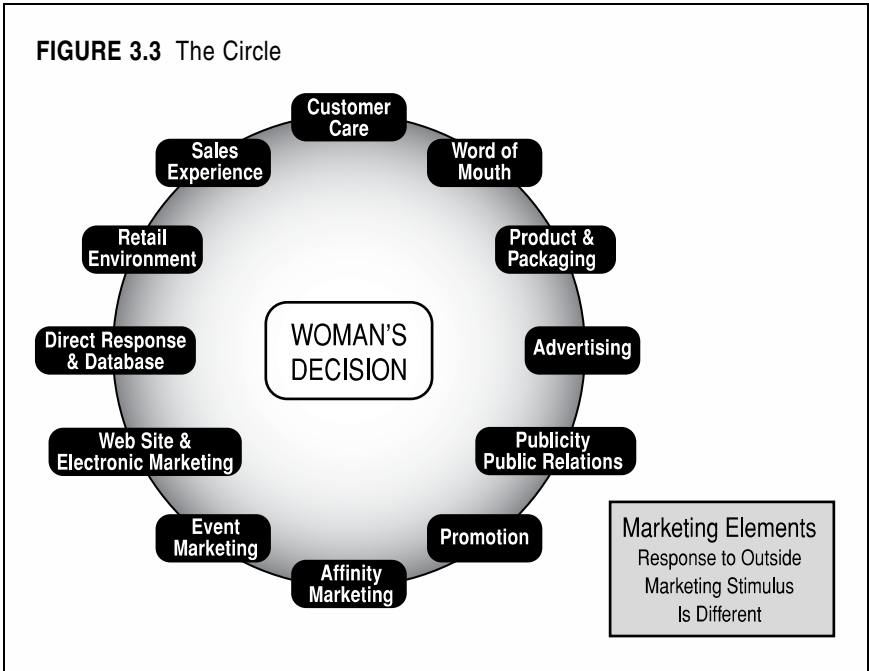 FIGURE 3.3 The Circle
Customer
Care
Word of
Mouth
Product &
Packaging
Advertising
Publicity
Public Relations
Promotion
Affinity
Marketing
Event
Marketing
Web Site &
Electronic Marketing
Direct Response
& Database
Retail
Environment
Sales
Experience
WOMAN'S
DECISION
Marketing Elements
Response to Outside
Marketing Stimulus
Is Different